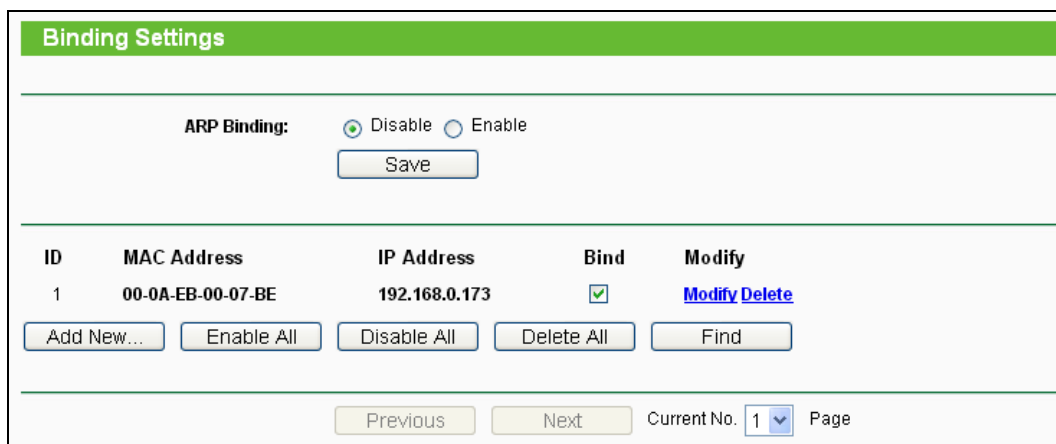 Binding Settings
ARP Binding: Disable Enable
Save
ID MAC Address IP Address Bind Modify
1 00-0A-EB-00-07-BE 192.168.0.173 Modify Delete
Add New... Enable All Disable All Delete All Find
Previous Next Current No. 1 Page